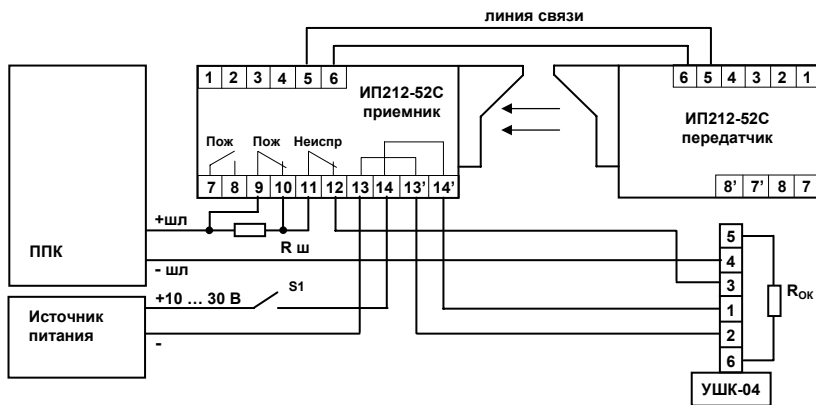 линия связи
1 2 3 4 5 6
6 5 4 3 2 1
ИП212-52С
приемник
ИП212-52С
передатчик
Пож Пож Неиспр
7 8 9 10 11 12 13 14 13’ 14’
8’ 7’ 8 7
ППК
+шл
R ш
- шл
5
4
3
1
2
6
Rок
Источник
питания
+10 ... 30 В
S1
-
УШК-04